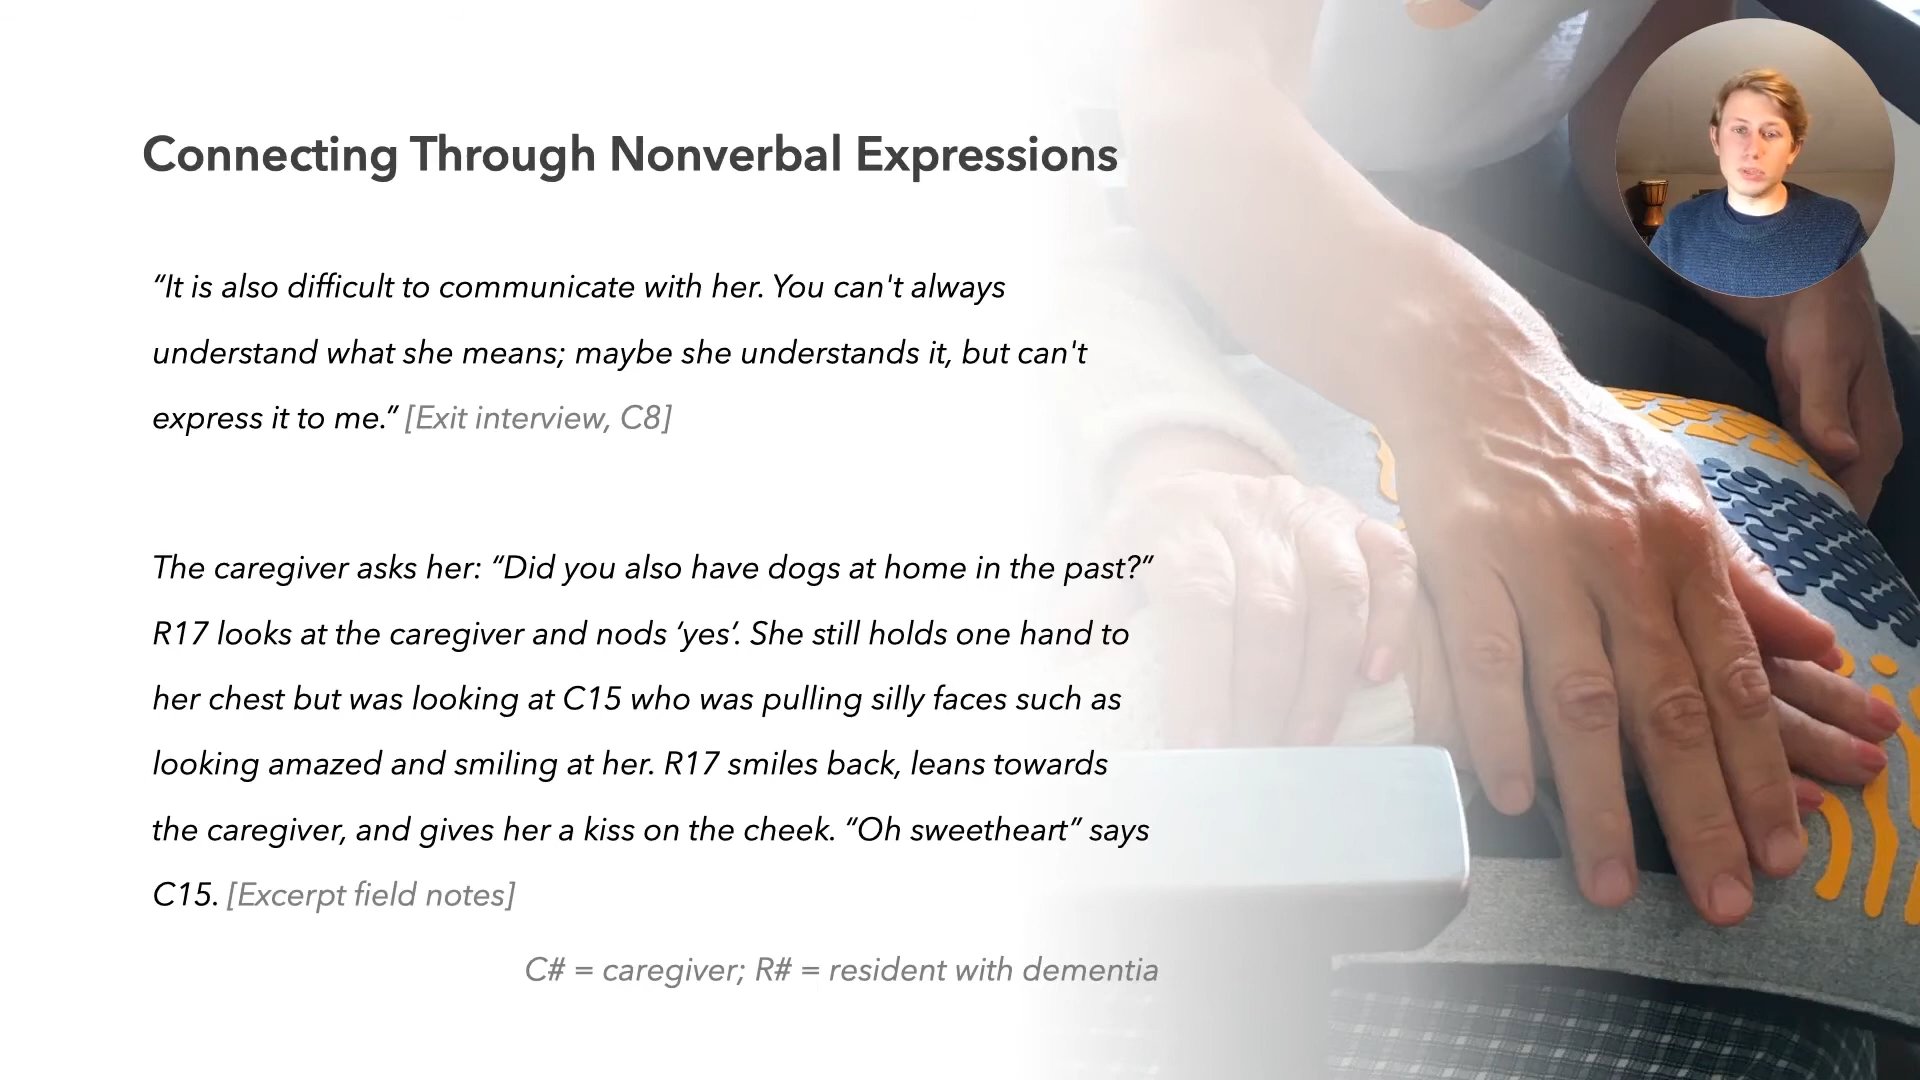 Connecting Through Nonverbal Expressions
“It is also difficult to communicate with her. You can't always
understand what she means; maybe she understands it, but can't
express it to me.” [Exit interview, C8]
The caregiver asks her: “Did you also have dogs at home in the past?”
R17 looks at the caregiver and nods ‘yes’. She still holds one hand to
her chest but was looking at C15 who was pulling silly faces such as
looking amazed and smiling at her. R17 smiles back, leans towards
the caregiver, and gives her a kiss on the cheek. “Oh sweetheart” says
C15. [Excerpt field notes]
C# = caregiver; R# = resident with dementia